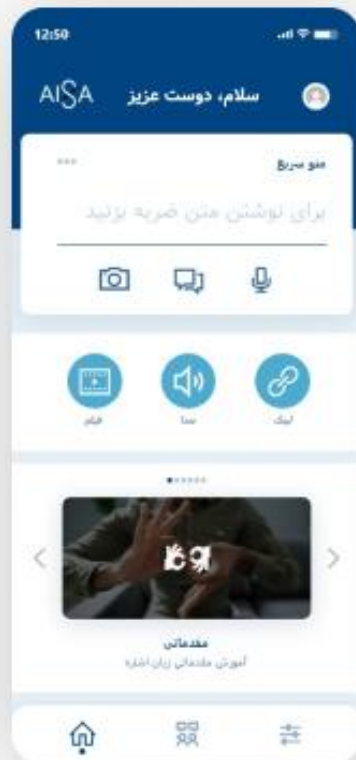 12:50
سلام، دوست عزیز
AISA
منو سریع
برای نوشتن متن ضربه بزنید
لینک
صدا
فیلم
مقدماتی
آموزش مقدماتی زبان اشاره